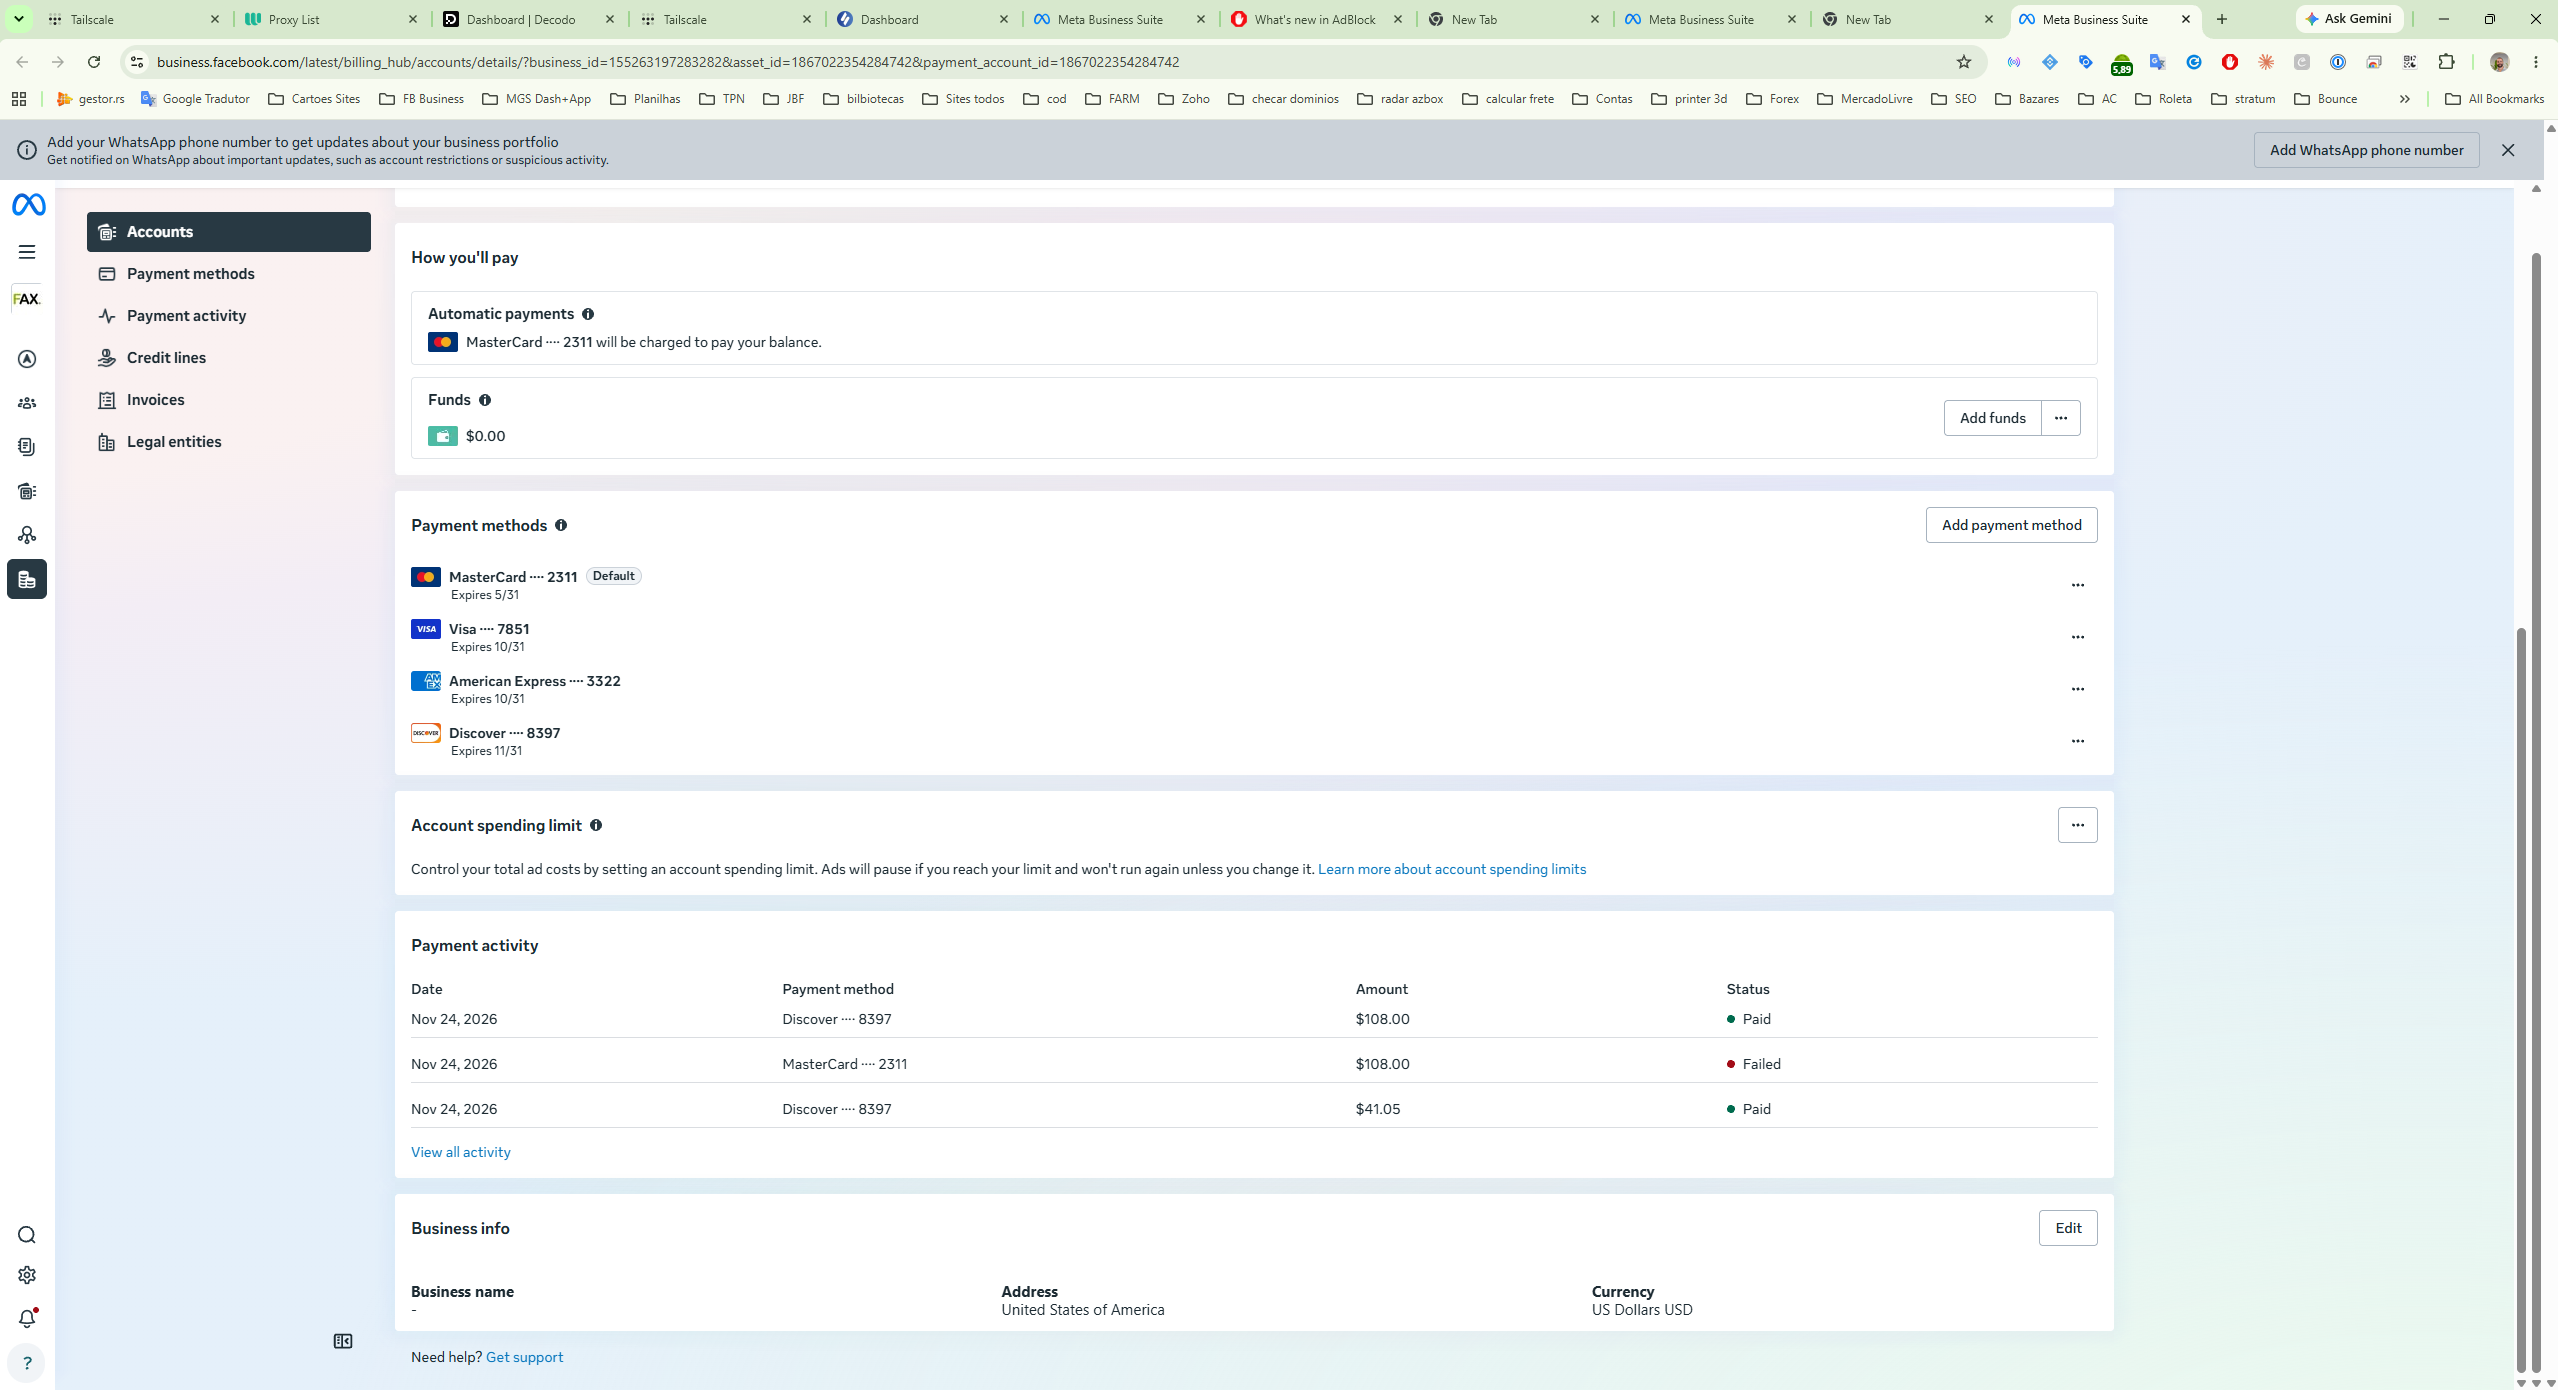 Tailscale
Proxy List
Dashboard | Decodo
Tailscale
Dashboard
Meta Business Suite
What's new in AdBlock
New Tab
Meta Business Suite
New Tab
Meta Business Suite
Ask Gemini
business.facebook.com/latest/billing_hub/accounts/details/?business_id=155263197283282&asset_id=1867022354284742&payment_account_id=1867022354284742
5,89
gestor.rs
Google Tradutor
Cartoes Sites
FB Business
MGS Dash+App
Planilhas
TPN
JBF
bilbiotecas
Sites todos
cod
FARM
Zoho
checar dominios
radar azbox
calcular frete
Contas
printer 3d
Forex
MercadoLivre
SEO
Bazares
AC
Roleta
stratum
Bounce
All Bookmarks
Add your WhatsApp phone number to get updates about your business portfolio
Get notified on WhatsApp about important updates, such as account restrictions or suspicious activity.
Add WhatsApp phone number
FAX.
Accounts
Payment methods
Payment activity
Credit lines
Invoices
Legal entities
How you'll pay
Automatic payments
MasterCard ···· 2311 will be charged to pay your balance.
Funds
$0.00
Add funds
Payment methods
Add payment method
MasterCard ···· 2311 Default
Expires 5/31
VISA Visa ···· 7851
Expires 10/31
AM EX American Express ···· 3322
Expires 10/31
DISCOVER Discover ···· 8397
Expires 11/31
Account spending limit
Control your total ad costs by setting an account spending limit. Ads will pause if you reach your limit and won't run again unless you change it. Learn more about account spending limits
Payment activity
Date Payment method Amount Status
Nov 24, 2026 Discover ···· 8397 $108.00 Paid
Nov 24, 2026 MasterCard ···· 2311 $108.00 Failed
Nov 24, 2026 Discover ···· 8397 $41.05 Paid
View all activity
Business info
Edit
Business name Address Currency
- United States of America US Dollars USD
Need help? Get support